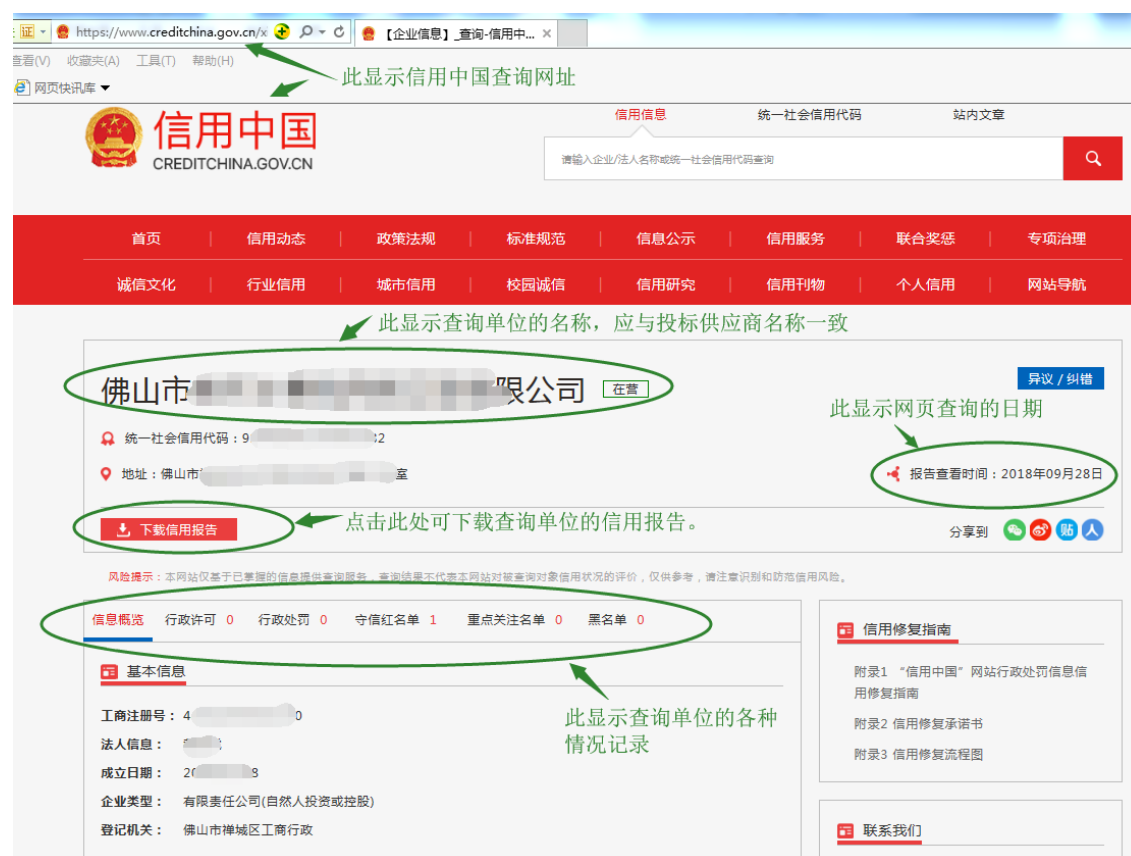 证 https://www.creditchina.gov.cn/x 【企业信息】_查询-信用中... ×
查看(V) 收藏夹(A) 工具(T) 帮助(H)
此显示信用中国查询网址
网页快讯库
信用信息 统一社会信用代码 站内文章
信用中国
CREDITCHINA.GOV.CN
请输入企业/法人名称或统一社会信用代码查询
首页 信用动态 政策法规 标准规范 信息公示 信用服务 联合奖惩 专项治理
诚信文化 行业信用 城市信用 校园诚信 信用研究 信用刊物 个人信用 网站导航
此显示查询单位的名称，应与投标供应商名称一致
佛山市 限公司 在营
异议 / 纠错
此显示网页查询的日期
统一社会信用代码：9 2
地址：佛山市 室
报告查看时间：2018年09月28日
下载信用报告
点击此处可下载查询单位的信用报告。
分享到 贴 人
风险提示：本网站仅基于已掌握的信息提供查询服务，查询结果不代表本网站对被查询对象信用状况的评价，仅供参考，请注意识别和防范信用风险。
信息概览 行政许可 0 行政处罚 0 守信红名单 1 重点关注名单 0 黑名单 0
基本信息
工商注册号： 4 0
法人信息：
成立日期： 20 8
企业类型： 有限责任公司(自然人投资或控股)
登记机关： 佛山市禅城区工商行政
此显示查询单位的各种
情况记录
信用修复指南
附录1 “信用中国”网站行政处罚信息信
用修复指南
附录2 信用修复承诺书
附录3 信用修复流程图
联系我们